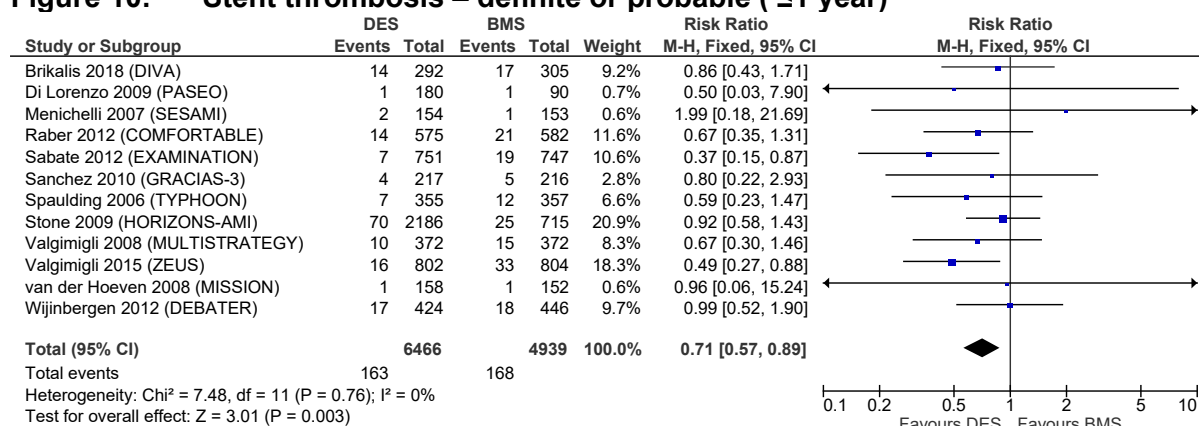 Figure 10: Stent thrombosis – definite or probable ( ≤1 year)
DES BMS Risk Ratio Risk Ratio
Study or Subgroup Events Total Events Total Weight M-H, Fixed, 95% CI M-H, Fixed, 95% CI
Brikalis 2018 (DIVA) 14 292 17 305 9.2% 0.86 [0.43, 1.71]
Di Lorenzo 2009 (PASEO) 1 180 1 90 0.7% 0.50 [0.03, 7.90]
Menichelli 2007 (SESAMI) 2 154 1 153 0.6% 1.99 [0.18, 21.69]
Raber 2012 (COMFORTABLE) 14 575 21 582 11.6% 0.67 [0.35, 1.31]
Sabate 2012 (EXAMINATION) 7 751 19 747 10.6% 0.37 [0.15, 0.87]
Sanchez 2010 (GRACIAS-3) 4 217 5 216 2.8% 0.80 [0.22, 2.93]
Spaulding 2006 (TYPHOON) 7 355 12 357 6.6% 0.59 [0.23, 1.47]
Stone 2009 (HORIZONS-AMI) 70 2186 25 715 20.9% 0.92 [0.58, 1.43]
Valgimigli 2008 (MULTISTRATEGY) 10 372 15 372 8.3% 0.67 [0.30, 1.46]
Valgimigli 2015 (ZEUS) 16 802 33 804 18.3% 0.49 [0.27, 0.88]
van der Hoeven 2008 (MISSION) 1 158 1 152 0.6% 0.96 [0.06, 15.24]
Wijinbergen 2012 (DEBATER) 17 424 18 446 9.7% 0.99 [0.52, 1.90]
Total (95% CI) 6466 4939 100.0% 0.71 [0.57, 0.89]
Total events 163 168
Heterogeneity: Chi² = 7.48, df = 11 (P = 0.76); I² = 0%
Test for overall effect: Z = 3.01 (P = 0.003)
0.1 0.2 0.5 1 2 5 10
Favours DES Favours BMS